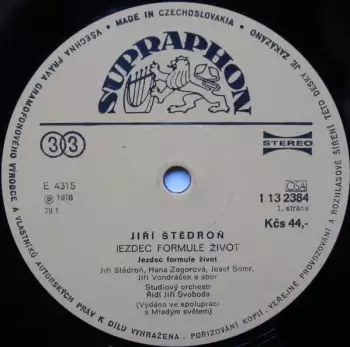 • MADE IN CZECHOSLOVAKIA •
VŠECHNA PRÁVA GRAMOFONOVÉHO VÝROBCE A VLASTNÍKŮ AUTORSKÝCH PRÁV K DÍLU VYHRAŽENA. POŘIZOVÁNÍ KOPIÍ, VEŘEJNÉ PROVOZOVÁNÍ A ROZHLASOVÉ ŠÍŘENÍ TÉTO DESKY JE ZAKÁZÁNO
SUPRAPHON
33
STEREO
E 4315
℗ 1978
79 1
OSA
1 13 2384
1. strana
Kčs 44,-
JIŘÍ ŠTĚDROŇ
JEZDEC FORMULE ŽIVOT
Jezdec formule život
Jiří Štědroň, Hana Zagorová, Josef Somr,
Jiří Vondráček a sbor
Studiový orchestr
Řídí Jiří Svoboda
(Vydáno ve spolupráci
s Mladým světem)